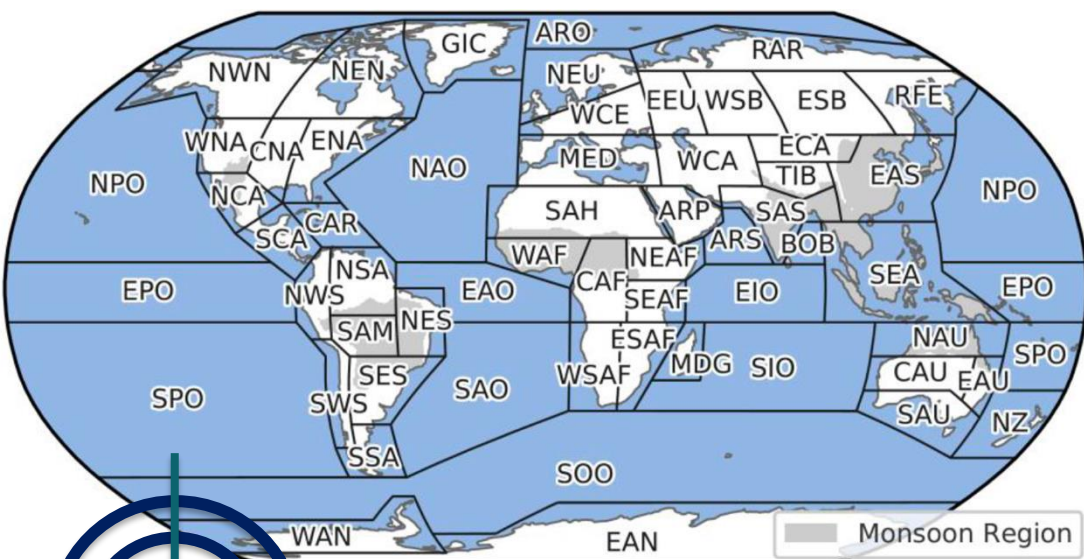 GIC
ARO
RAR
NWN
NEN
NEU
EEU
WSB
ESB
RFE
WCE
WNA
CNA
ENA
NAO
MED
WCA
ECA
TIB
EAS
NPO
NPO
NCA
SAH
ARP
SAS
CAR
SCA
WAF
NEAF
ARS
BOB
NSA
CAF
SEA
EPO
NWS
EAO
SEAF
EIO
EPO
SAM
NES
ESAF
NAU
SPO
MDG
SIO
SES
WSAF
CAU
EAU
SPO
SWS
SAO
SAU
NZ
SSA
SOO
WAN
EAN
Monsoon Region